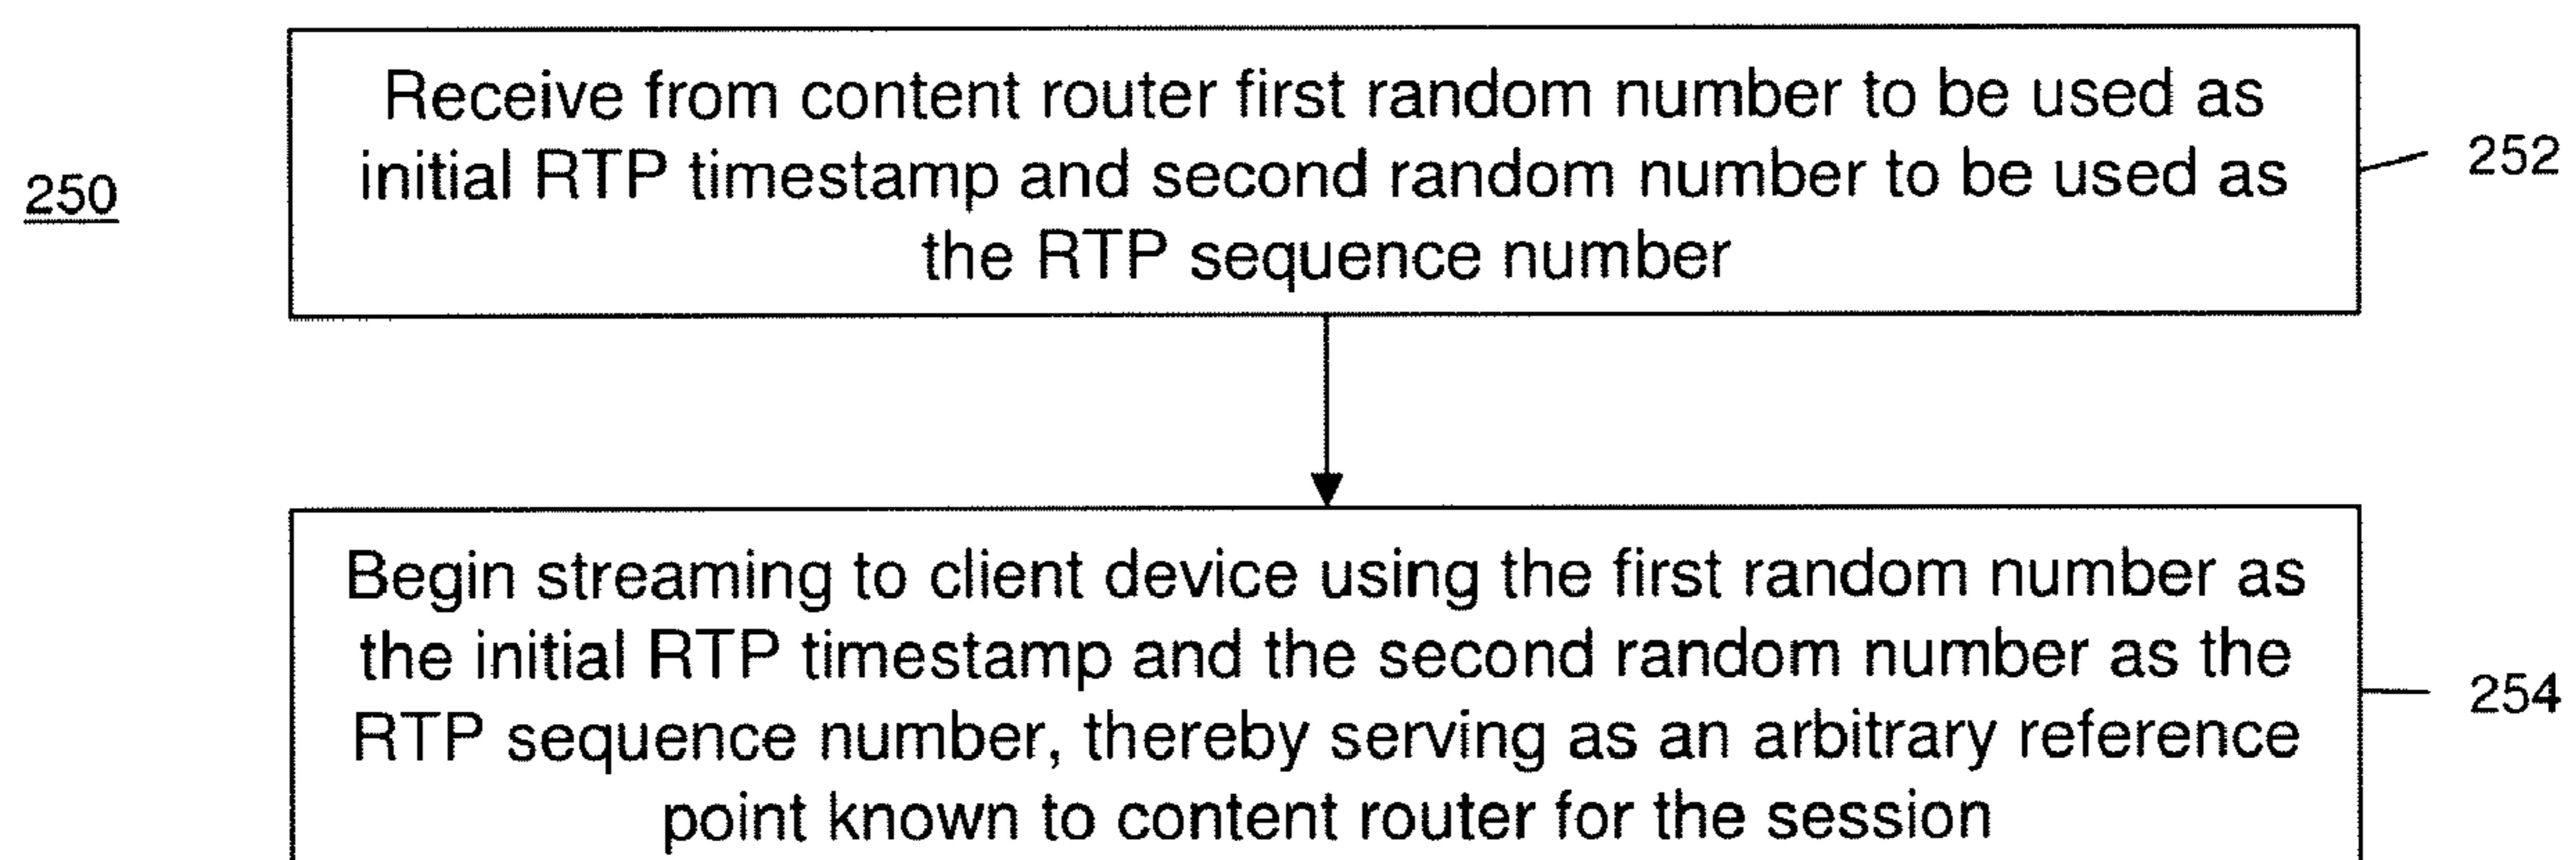 Receive from content router first random number to be used as
initial RTP timestamp and second random number to be used as
the RTP sequence number
252
250
Begin streaming to client device using the first random number as
the initial RTP timestamp and the second random number as the
RTP sequence number, thereby serving as an arbitrary reference
point known to content router for the session
254